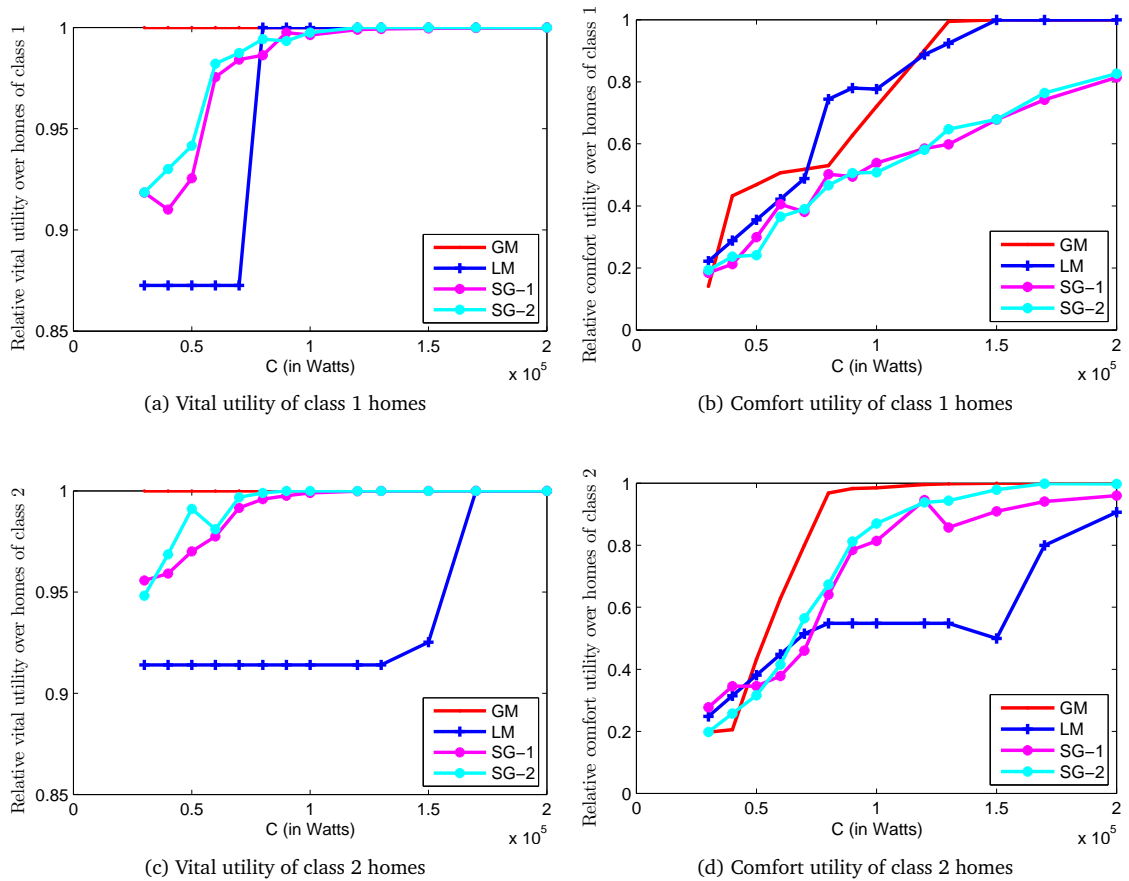 Relative vital utility over homes of class 1
1
0.95
0.9
0.85
GM
LM
SG−1
SG−2
0
0.5
1
1.5
2
x 10^5
C (in Watts)
(a) Vital utility of class 1 homes
Relative comfort utility over homes of class 1
1
0.8
0.6
0.4
0.2
0
GM
LM
SG−1
SG−2
0
0.5
1
1.5
2
x 10^5
C (in Watts)
(b) Comfort utility of class 1 homes
Relative vital utility over homes of class 2
1
0.95
0.9
0.85
GM
LM
SG−1
SG−2
0
0.5
1
1.5
2
x 10^5
C (in Watts)
(c) Vital utility of class 2 homes
Relative comfort utility over homes of class 2
1
0.8
0.6
0.4
0.2
0
GM
LM
SG−1
SG−2
0
0.5
1
1.5
2
x 10^5
C (in Watts)
(d) Comfort utility of class 2 homes